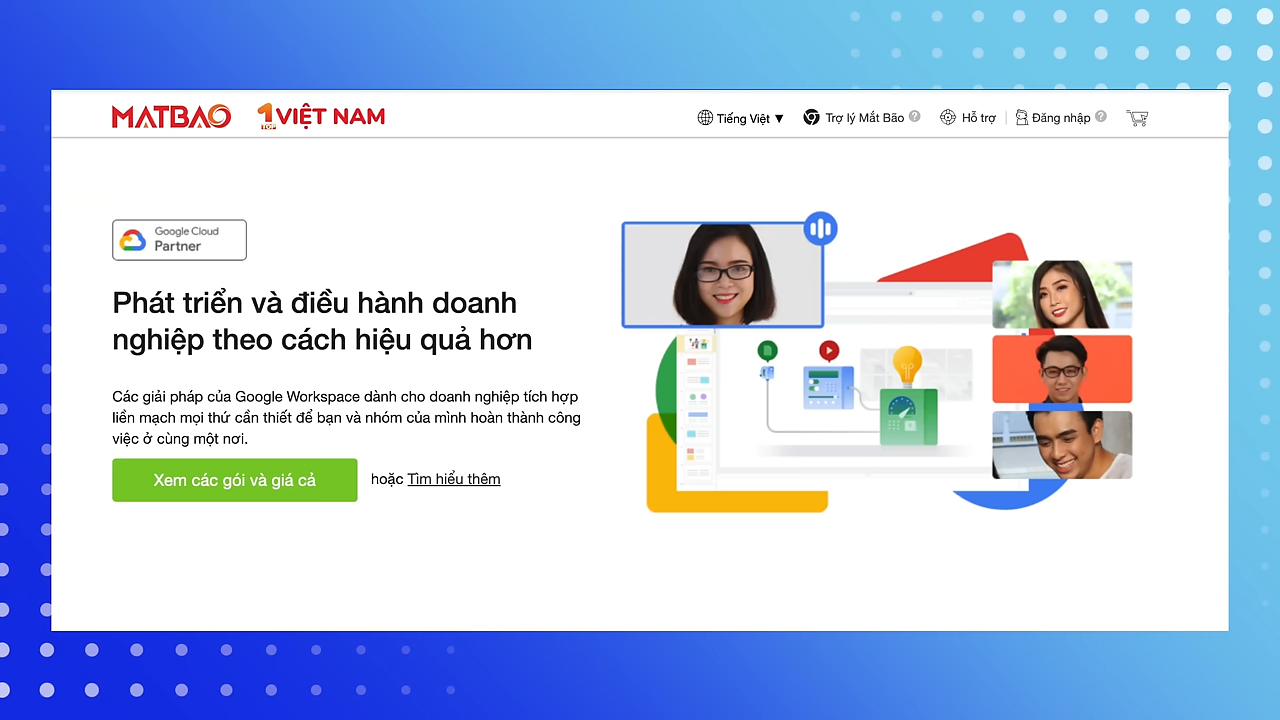 MATBAO
1 VIỆT NAM
TOP
Tiếng Việt ▼
Trợ lý Mắt Bão ?
Hỗ trợ
Đăng nhập ?
Google Cloud
Partner
Phát triển và điều hành doanh
nghiệp theo cách hiệu quả hơn
Các giải pháp của Google Workspace dành cho doanh nghiệp tích hợp
liên mạch mọi thứ cần thiết để bạn và nhóm của mình hoàn thành công
việc ở cùng một nơi.
Xem các gói và giá cả
hoặc Tìm hiểu thêm